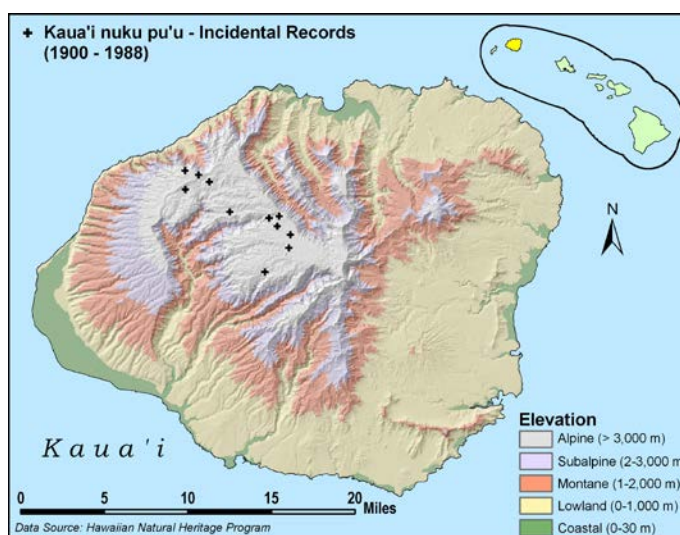 + Kaua'i nuku pu'u - Incidental Records
(1900 - 1988)
N
Elevation
Alpine (> 3,000 m)
Subalpine (2-3,000 m
Montane (1-2,000 m)
Lowland (0-1,000 m)
Coastal (0-30 m)
Kaua'i
0 5 10 15 20
Miles
Data Source: Hawaiian Natural Heritage Program